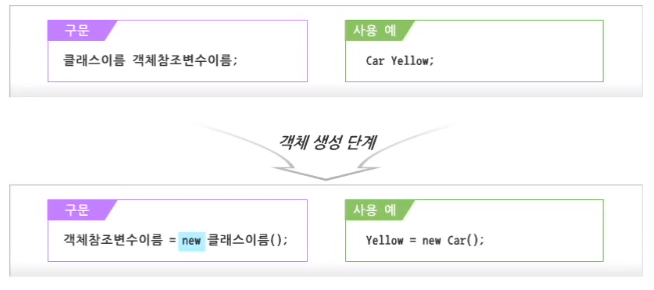 구문
클래스이름 객체참조변수이름;
사용 예
Car Yellow;
객체 생성 단계
구문
객체참조변수이름 = new 클래스이름();
사용 예
Yellow = new Car();